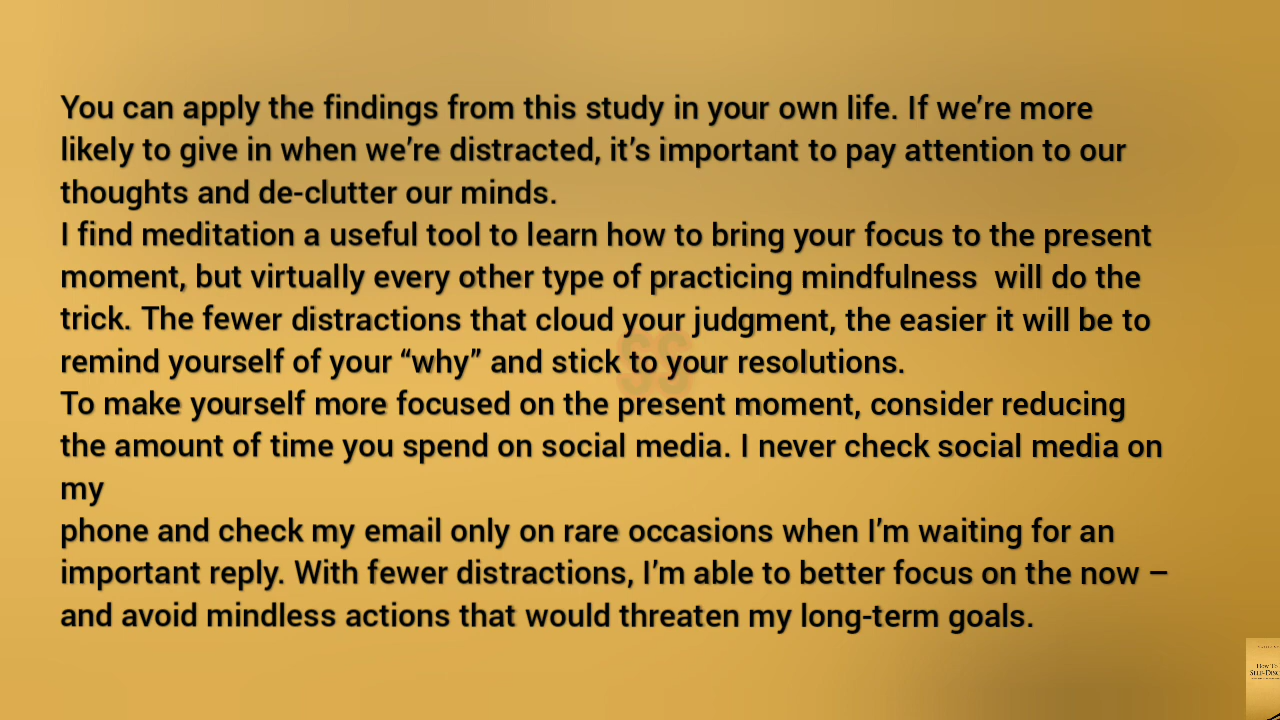 You can apply the findings from this study in your own life. If we’re more
likely to give in when we’re distracted, it’s important to pay attention to our
thoughts and de-clutter our minds.
I find meditation a useful tool to learn how to bring your focus to the present
moment, but virtually every other type of practicing mindfulness  will do the
trick. The fewer distractions that cloud your judgment, the easier it will be to
remind yourself of your “why” and stick to your resolutions.
To make yourself more focused on the present moment, consider reducing
the amount of time you spend on social media. I never check social media on
my
phone and check my email only on rare occasions when I’m waiting for an
important reply. With fewer distractions, I’m able to better focus on the now –
and avoid mindless actions that would threaten my long-term goals.
SS
How To